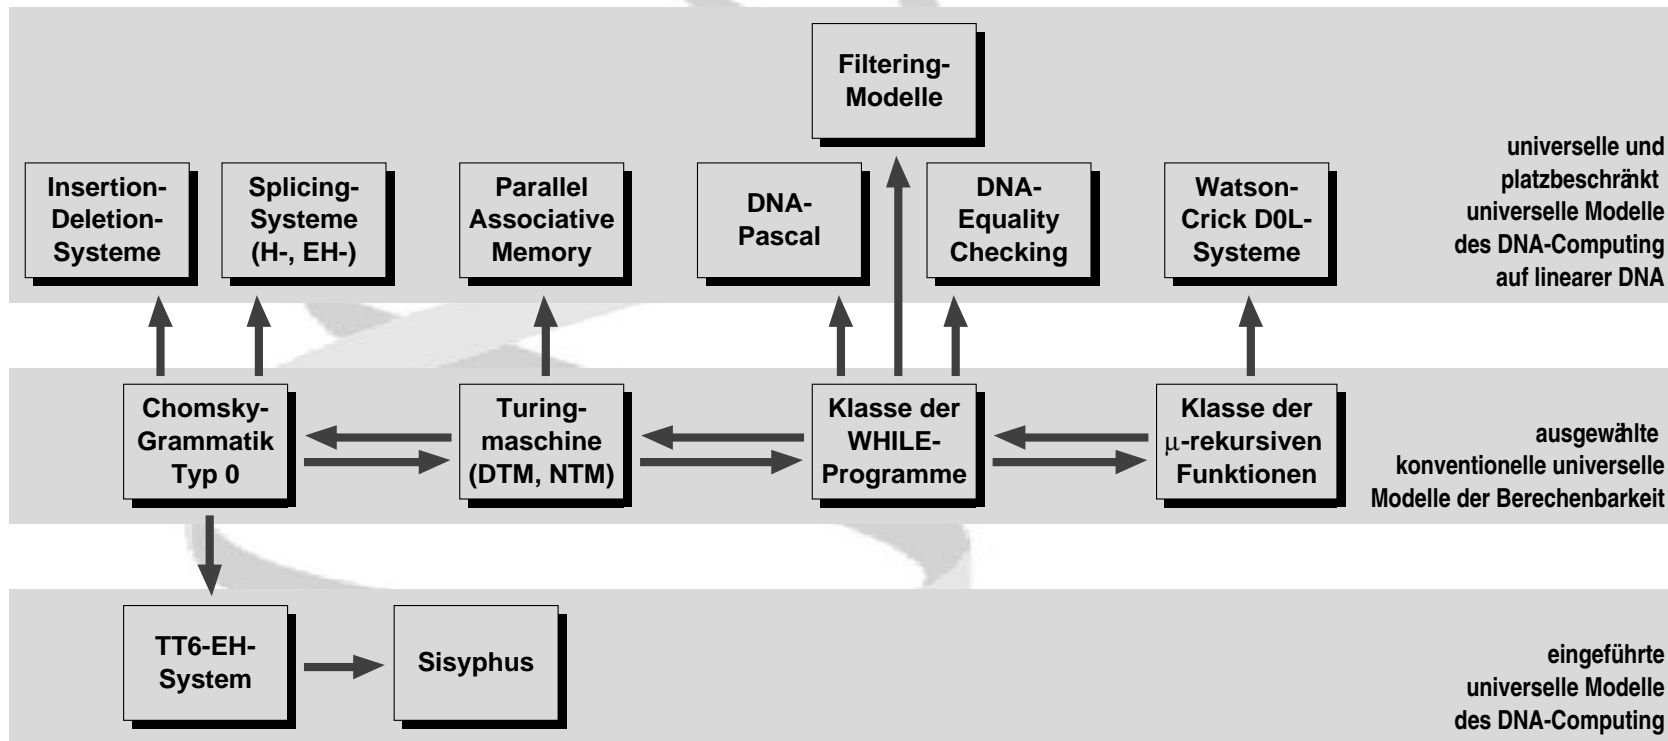 Filtering-
Modelle
Insertion-
Deletion-
Systeme
Splicing-
Systeme
(H-, EH-)
Parallel
Associative
Memory
DNA-
Pascal
DNA-
Equality
Checking
Watson-
Crick D0L-
Systeme
universelle und
platzbeschränkt
universelle Modelle
des DNA-Computing
auf linearer DNA
Chomsky-
Grammatik
Typ 0
Turing-
maschine
(DTM, NTM)
Klasse der
WHILE-
Programme
Klasse der
μ-rekursiven
Funktionen
ausgewählte
konventionelle universelle
Modelle der Berechenbarkeit
TT6-EH-
System
Sisyphus
eingeführte
universelle Modelle
des DNA-Computing